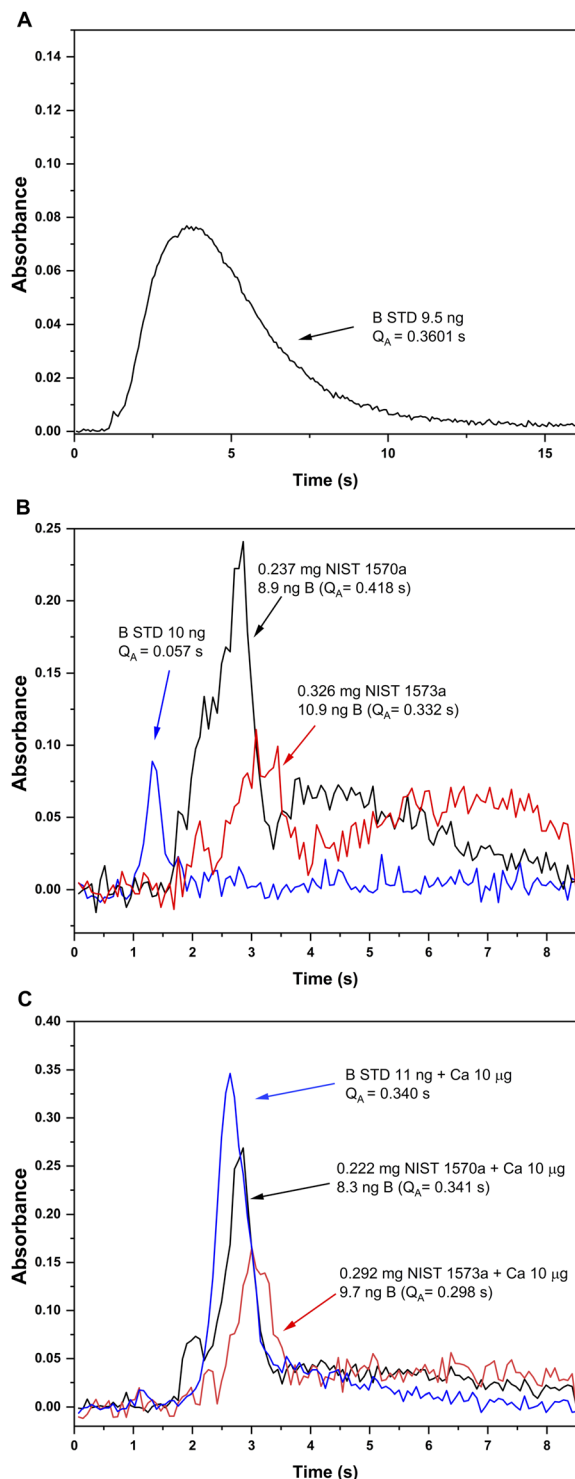 A
0.14
0.12
0.10
0.08
0.06
0.04
0.02
0.00
Absorbance
B STD 9.5 ng
Q_A = 0.3601 s
0 5 10 15
Time (s)
B
0.25
0.20
0.15
0.10
0.05
0.00
Absorbance
0.237 mg NIST 1570a
8.9 ng B (Q_A= 0.418 s)
B STD 10 ng
Q_A = 0.057 s
0.326 mg NIST 1573a
10.9 ng B (Q_A= 0.332 s)
0 1 2 3 4 5 6 7 8
Time (s)
C
0.40
0.35
0.30
0.25
0.20
0.15
0.10
0.05
0.00
Absorbance
B STD 11 ng + Ca 10 μg
Q_A = 0.340 s
0.222 mg NIST 1570a + Ca 10 μg
8.3 ng B (Q_A= 0.341 s)
0.292 mg NIST 1573a + Ca 10 μg
9.7 ng B (Q_A= 0.298 s)
0 1 2 3 4 5 6 7 8
Time (s)